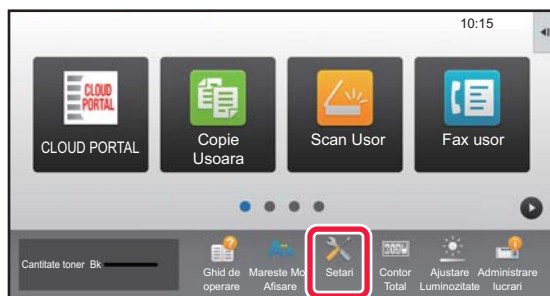 10:15
CLOUD
PORTAL
CLOUD PORTAL
Copie
Usoara
Scan Usor
Fax usor
Cantitate toner Bk
Ghid de
operare
Mareste Mo
Afisare
Setari
Contor
Total
Ajustare
Luminozitate
Administrare
lucrari